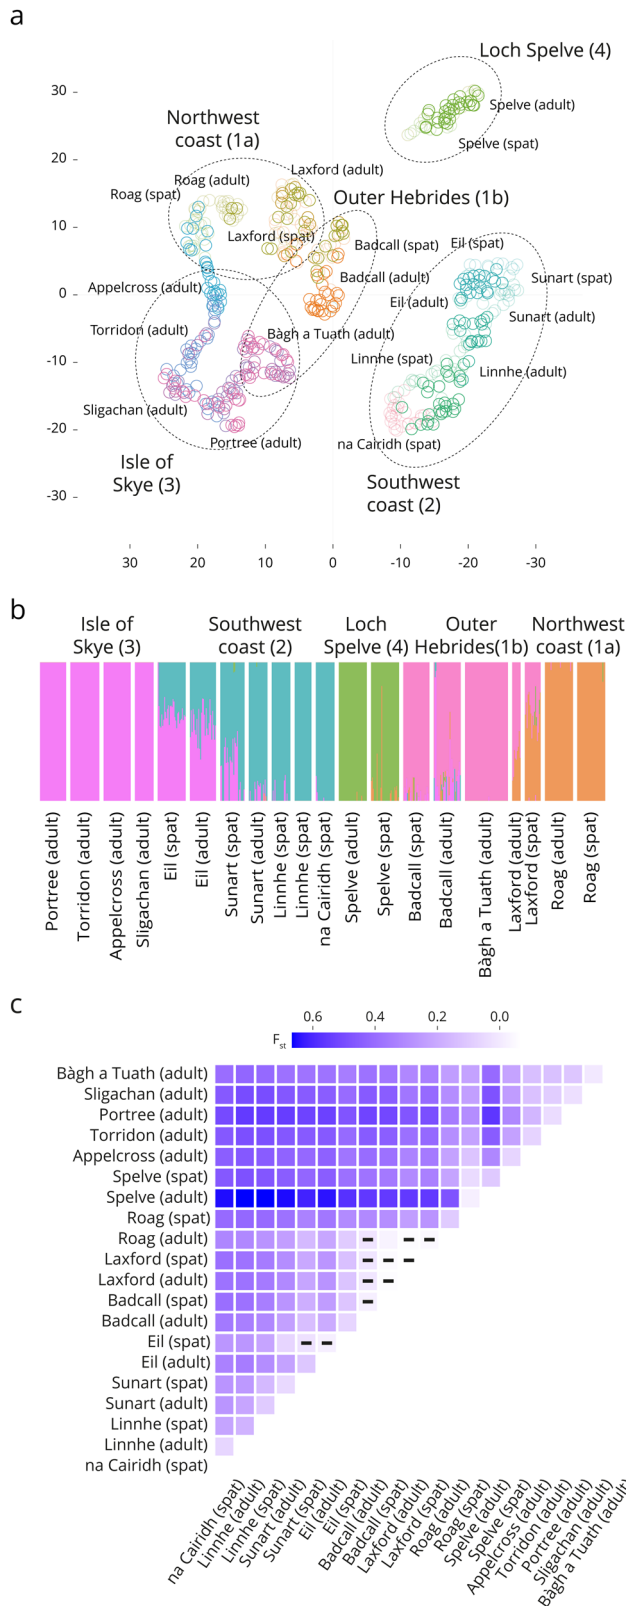 a
Loch Spelve (4)
30
Spelve (adult)
Northwest
coast (1a)
Spelve (spat)
20
Laxford (adult)
Roag (adult)
Roag (spat)
Outer Hebrides (1b)
10
Laxford (spat)
Badcall (spat)
Eil (spat)
Badcall (adult)
Sunart (spat)
Appelcross (adult)
0
Eil (adult)
Sunart (adult)
Torridon (adult)
Bàgh a Tuath (adult)
Linnhe (spat)
-10
Linnhe (adult)
Sligachan (adult)
-20
Portree (adult)
na Cairidh (spat)
Isle of
Skye (3)
Southwest
coast (2)
-30
30 20 10 0 -10 -20 -30
b
Isle of
Skye (3)
Southwest
coast (2)
Loch
Spelve (4)
Outer
Hebrides(1b)
Northwest
coast (1a)
Portree (adult)
Torridon (adult)
Appelcross (adult)
Sligachan (adult)
Eil (spat)
Eil (adult)
Sunart (spat)
Sunart (adult)
Linnhe (spat)
Linnhe (spat)
na Cairidh (spat)
Spelve (adult)
Spelve (spat)
Badcall (spat)
Badcall (adult)
Bàgh a Tuath (adult)
Laxford (adult)
Laxford (spat)
Roag (adult)
Roag (spat)
c
0.6 0.4 0.2 0.0
Fst
Bàgh a Tuath (adult)
Sligachan (adult)
Portree (adult)
Torridon (adult)
Appelcross (adult)
Spelve (spat)
Spelve (adult)
Roag (spat)
Roag (adult)
Laxford (spat)
Laxford (adult)
Badcall (spat)
Badcall (adult)
Eil (spat)
Eil (adult)
Sunart (spat)
Sunart (adult)
Linnhe (spat)
Linnhe (adult)
na Cairidh (spat)
na Cairidh (spat)
Linnhe (adult)
Linnhe (spat)
Sunart (adult)
Sunart (spat)
Eil (adult)
Eil (spat)
Badcall (adult)
Badcall (spat)
Laxford (adult)
Laxford (spat)
Roag (adult)
Roag (spat)
Spelve (adult)
Spelve (spat)
Appelcross (adult)
Torridon (adult)
Portree (adult)
Sligachan (adult)
Bàgh a Tuath (adult)